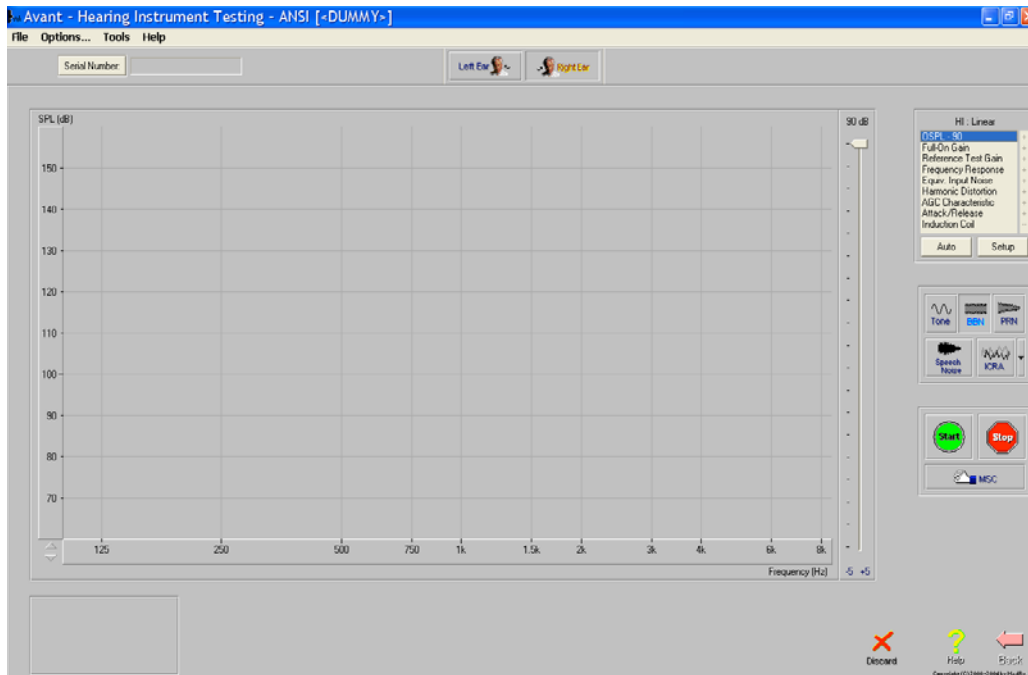 Avant - Hearing Instrument Testing - ANSI [<DUMMY>]
File Options... Tools Help
Serial Number
Left Ear
Right Ear
SPL (dB)
90 dB
150
140
130
120
110
100
90
80
70
125 250 500 750 1k 1.5k 2k 3k 4k 6k 8k
Frequency (Hz)
-5 +5
HI : Linear
OSPL - 90
Full-On Gain
Reference Test Gain
Frequency Response
Equiv. Input Noise
Harmonic Distortion
AGC Characteristic
Attack/Release
Induction Coil
Auto Setup
Tone BBN PRN
Speech Noise
ICRA
Start Stop
MSC
Discard Help Back